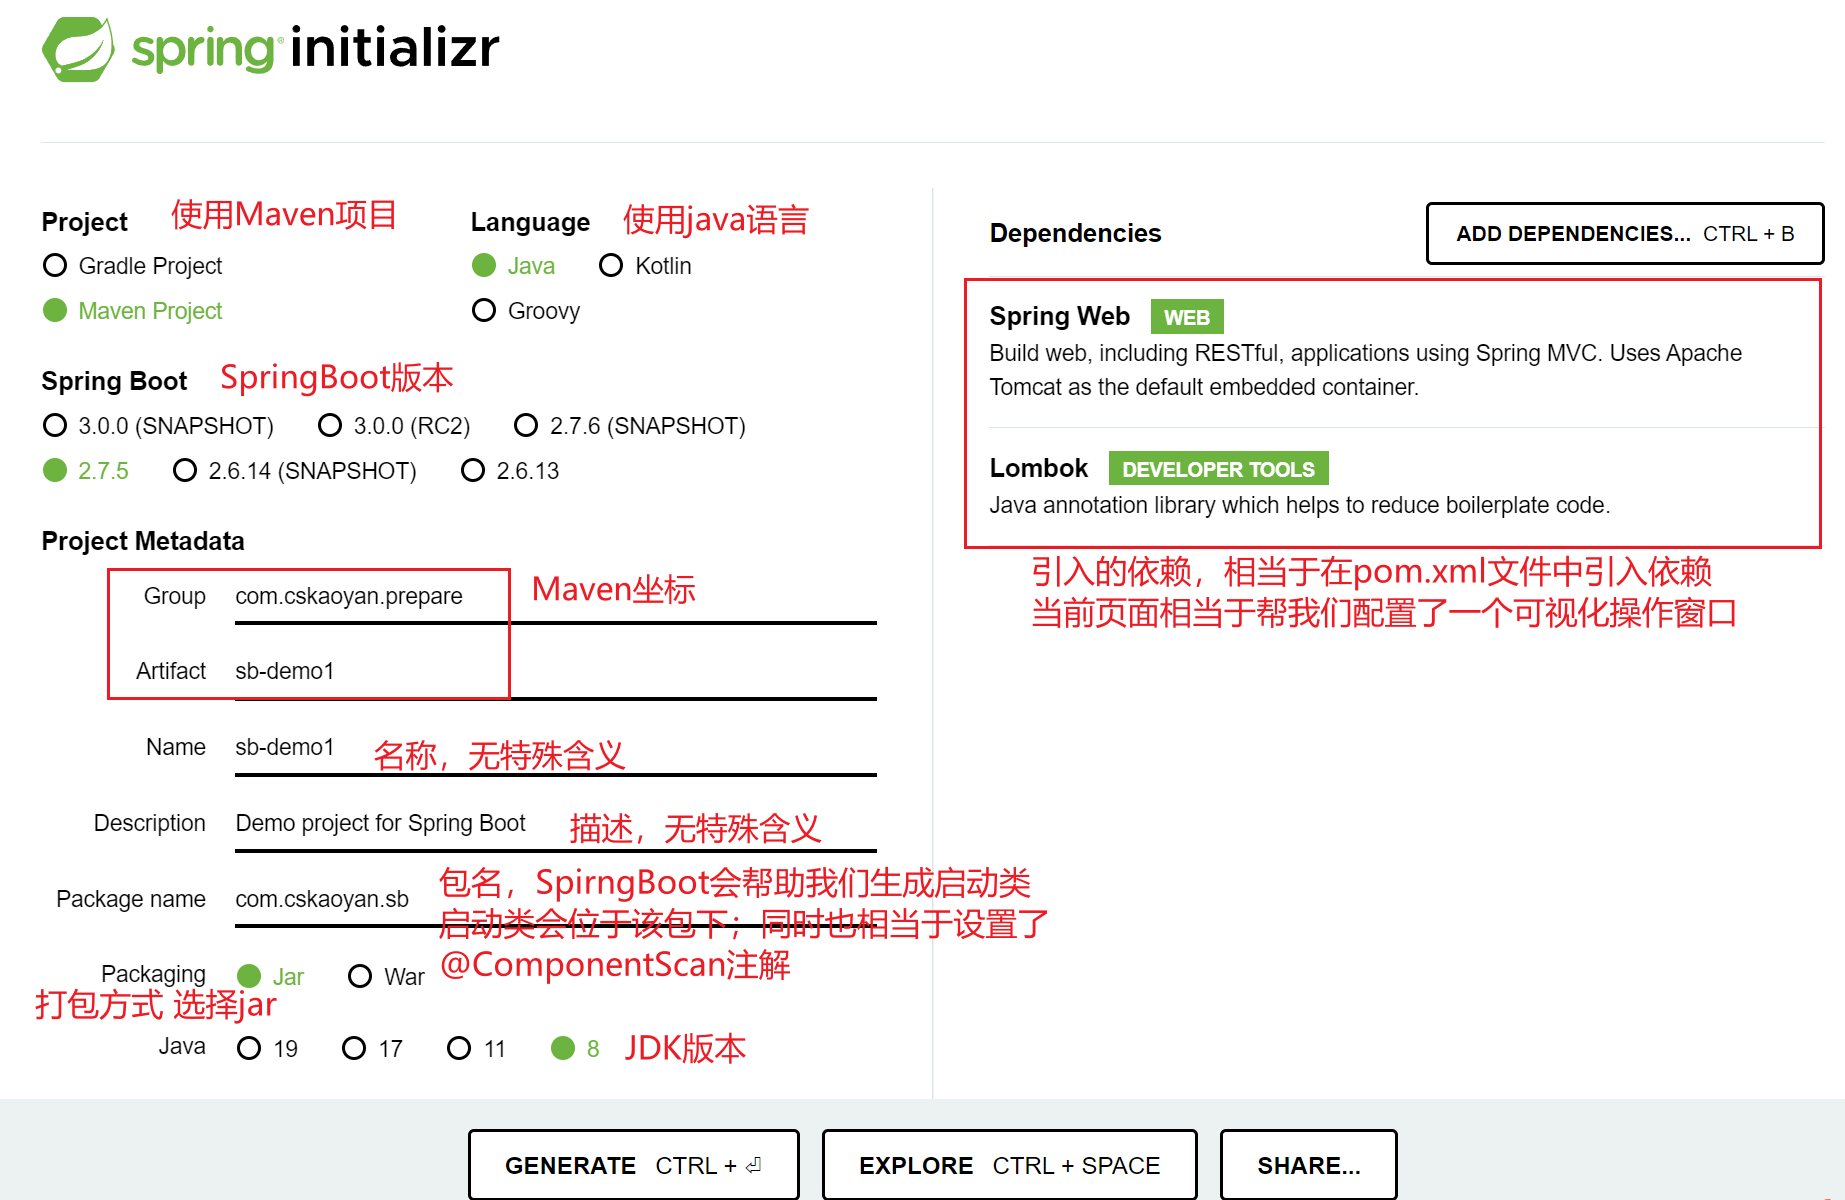 spring initializr
Project 使用Maven项目
Gradle Project
Maven Project
Language 使用java语言
Java Kotlin
Groovy
Spring Boot SpringBoot版本
3.0.0 (SNAPSHOT) 3.0.0 (RC2) 2.7.6 (SNAPSHOT)
2.7.5 2.6.14 (SNAPSHOT) 2.6.13
Project Metadata
Group com.cskaoyan.prepare Maven坐标
Artifact sb-demo1
Name sb-demo1 名称，无特殊含义
Description Demo project for Spring Boot 描述，无特殊含义
Package name com.cskaoyan.sb
包名，SpirngBoot会帮助我们生成启动类
启动类会位于该包下；同时也相当于设置了
@ComponentScan注解
Packaging Jar War
打包方式 选择jar
Java 19 17 11 8 JDK版本
Dependencies ADD DEPENDENCIES... CTRL + B
Spring Web WEB
Build web, including RESTful, applications using Spring MVC. Uses Apache
Tomcat as the default embedded container.
Lombok DEVELOPER TOOLS
Java annotation library which helps to reduce boilerplate code.
引入的依赖，相当于在pom.xml文件中引入依赖
当前页面相当于帮我们配置了一个可视化操作窗口
GENERATE CTRL + ⏎ EXPLORE CTRL + SPACE SHARE...